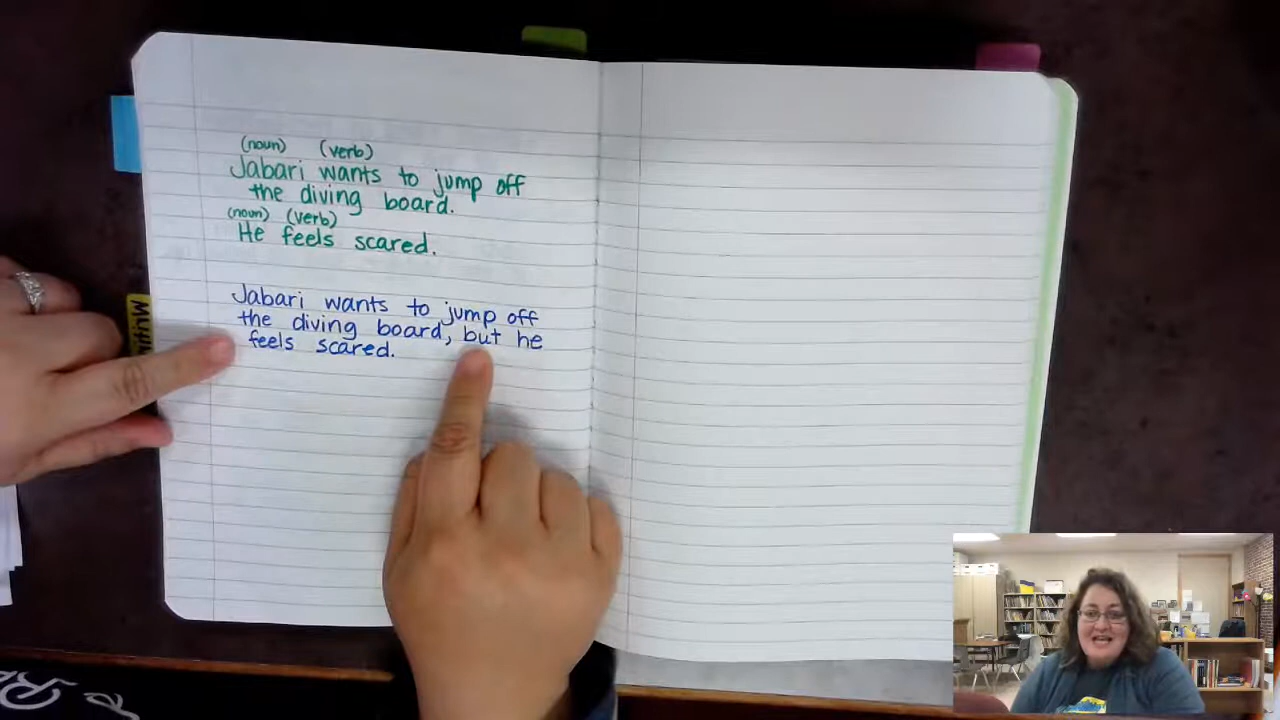 (noun) (verb)
Jabari wants to jump off
the diving board.
(noun) (verb)
He feels scared.
Jabari wants to jump off
the diving board, but he
feels scared.